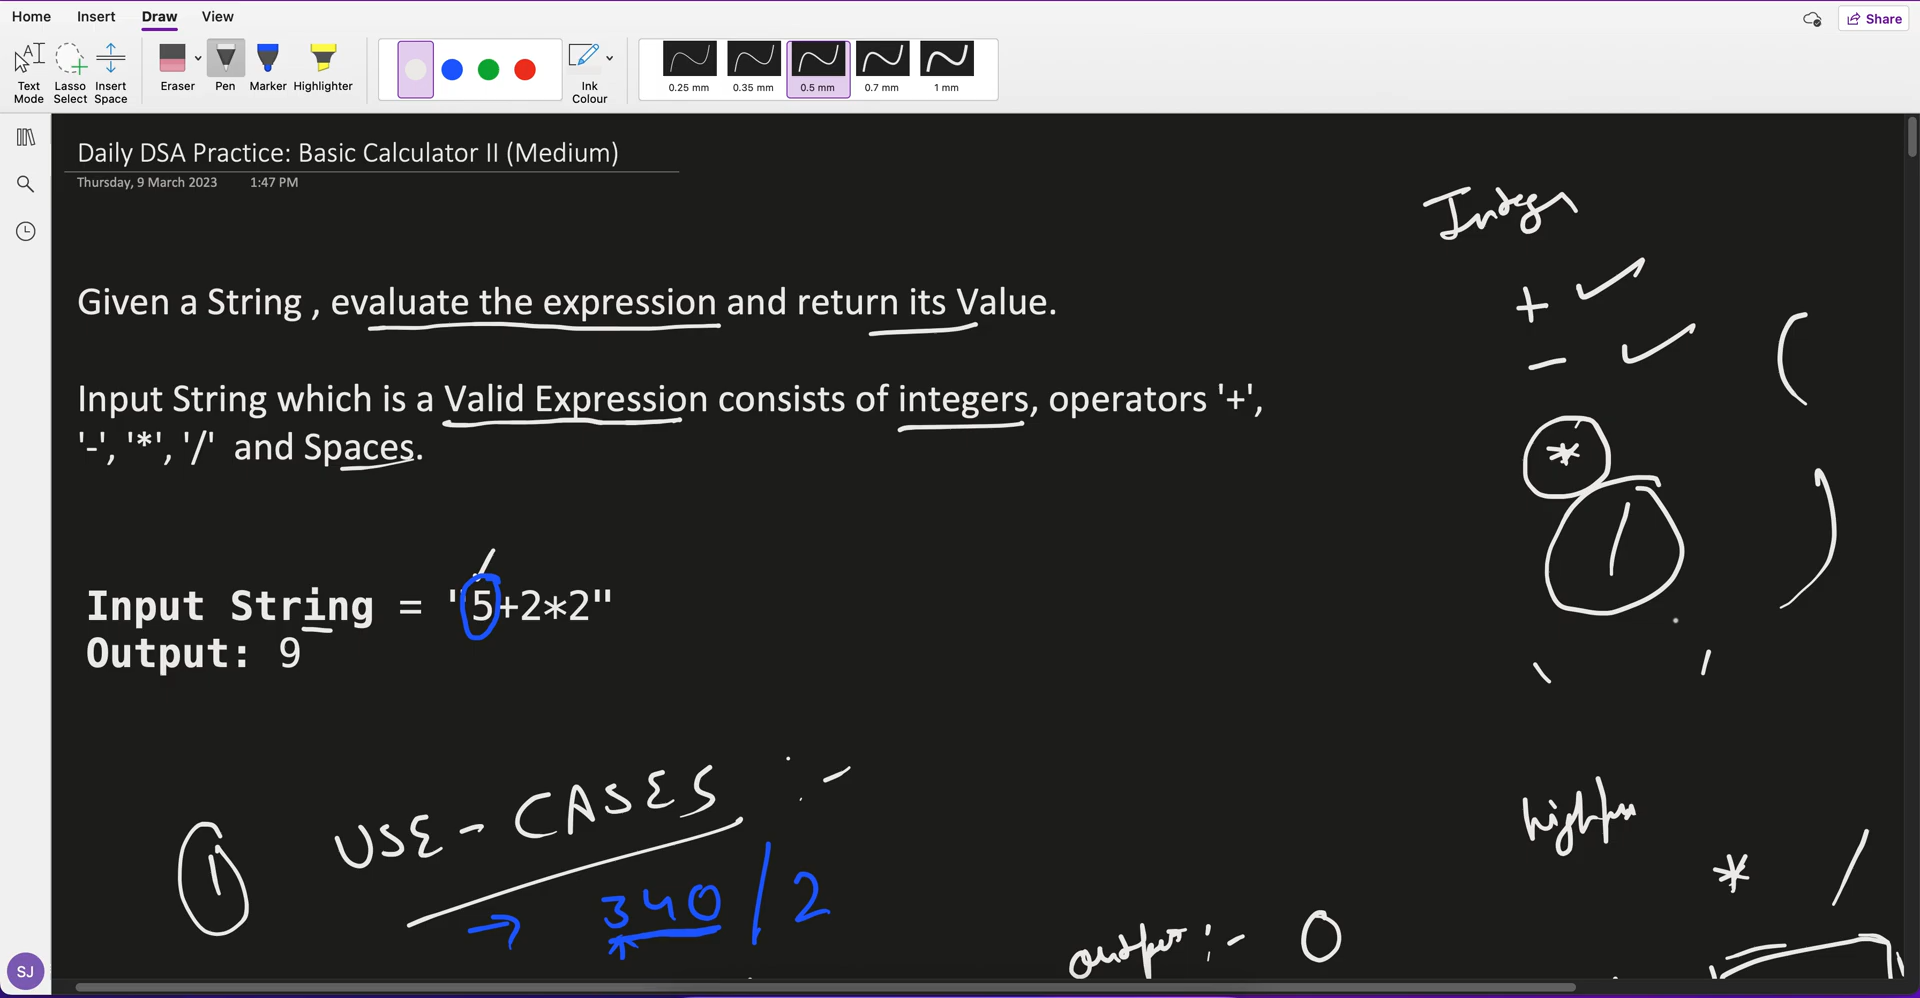 Home Insert Draw View
Share
Text Mode
Lasso Select
Insert Space
Eraser
Pen
Marker
Highlighter
Ink Colour
0.25 mm
0.35 mm
0.5 mm
0.7 mm
1 mm
Daily DSA Practice: Basic Calculator II (Medium)
Thursday, 9 March 2023 1:47 PM
Given a String , evaluate the expression and return its Value.
Input String which is a Valid Expression consists of integers, operators '+',
'-', '*', '/' and Spaces.
Input String = "5+2*2"
Output: 9
+
-
*
/
(
)
① USE - CASES :-
→ 340 / 2
output :- 0
* /
SJ